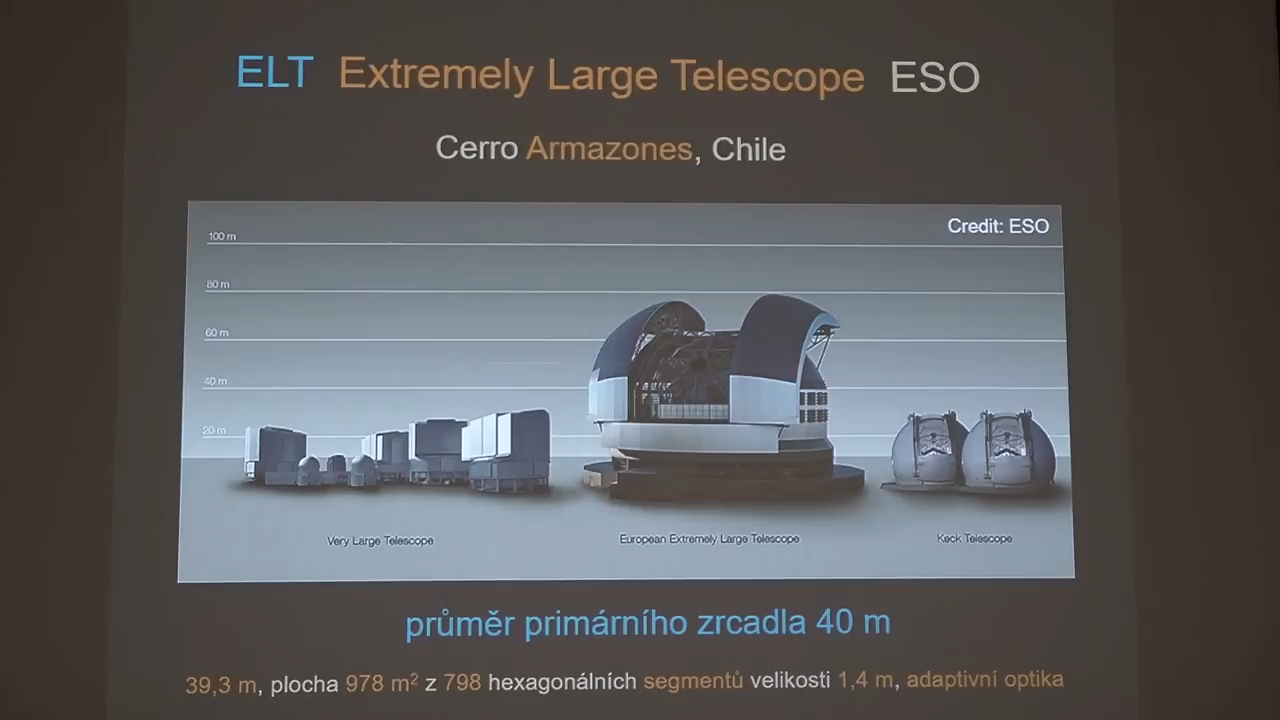 ELT Extremely Large Telescope ESO
Cerro Armazones, Chile
Credit: ESO
100 m
80 m
60 m
40 m
20 m
Very Large Telescope
European Extremely Large Telescope
Keck Telescope
průměr primárního zrcadla 40 m
39,3 m, plocha 978 m² z 798 hexagonálních segmentů velikosti 1,4 m, adaptivní optika